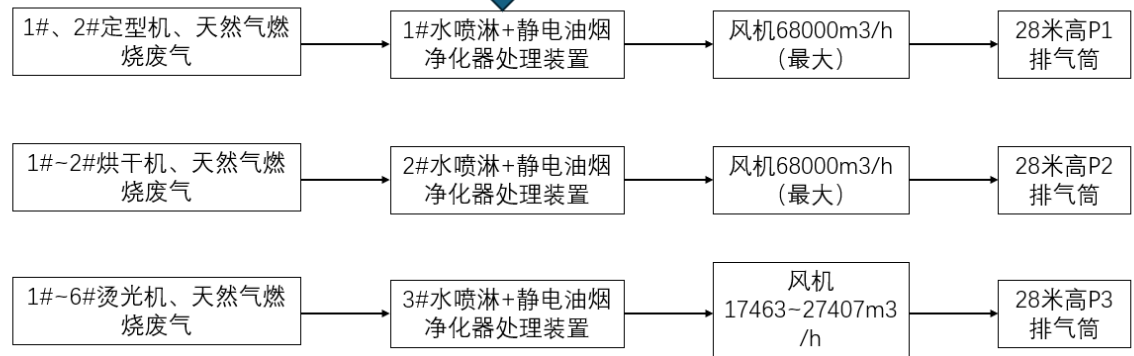 1#、2#定型机、天然气燃
烧废气
1#水喷淋+静电油烟
净化器处理装置
风机68000m3/h
（最大）
28米高P1
排气筒
1#~2#烘干机、天然气燃
烧废气
2#水喷淋+静电油烟
净化器处理装置
风机68000m3/h
（最大）
28米高P2
排气筒
1#~6#烫光机、天然气燃
烧废气
3#水喷淋+静电油烟
净化器处理装置
风机
17463~27407m3
/h
28米高P3
排气筒